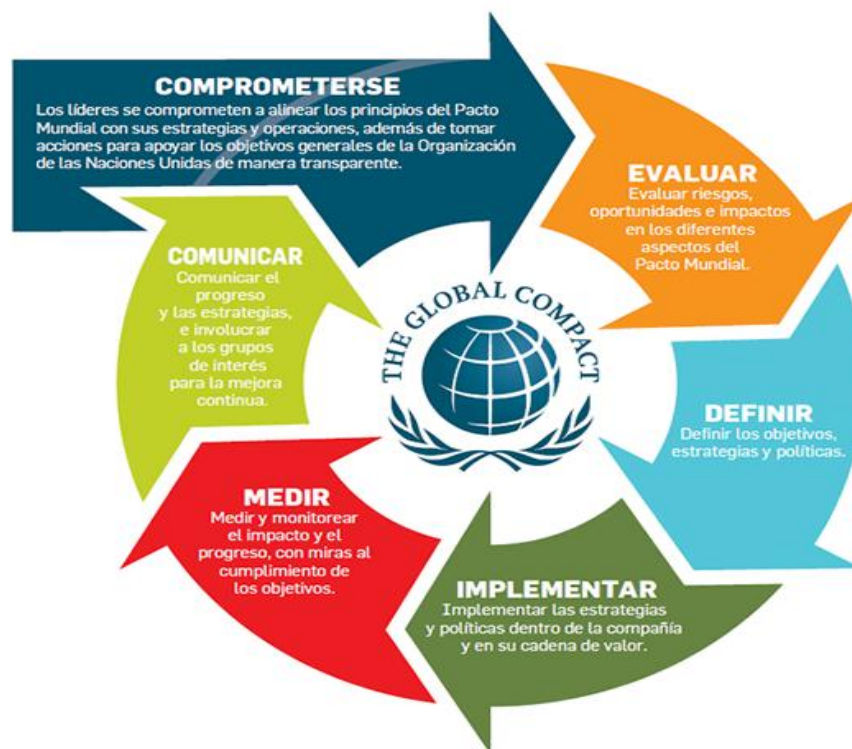 COMPROMETERSE
Los líderes se comprometen a alinear los principios del Pacto
Mundial con sus estrategias y operaciones, además de tomar
acciones para apoyar los objetivos generales de la Organización
de las Naciones Unidas de manera transparente.
EVALUAR
Evaluar riesgos,
oportunidades e impactos
en los diferentes
aspectos del
Pacto Mundial.
DEFINIR
Definir los objetivos,
estrategias y políticas.
IMPLEMENTAR
Implementar las estrategias
y políticas dentro de la compañía
y en su cadena de valor.
MEDIR
Medir y monitorear
el impacto y el
progreso, con miras al
cumplimiento de
los objetivos.
COMUNICAR
Comunicar el
progreso
y las estrategias,
e involucrar
a los grupos
de interés
para la mejora
continua.
THE GLOBAL COMPACT